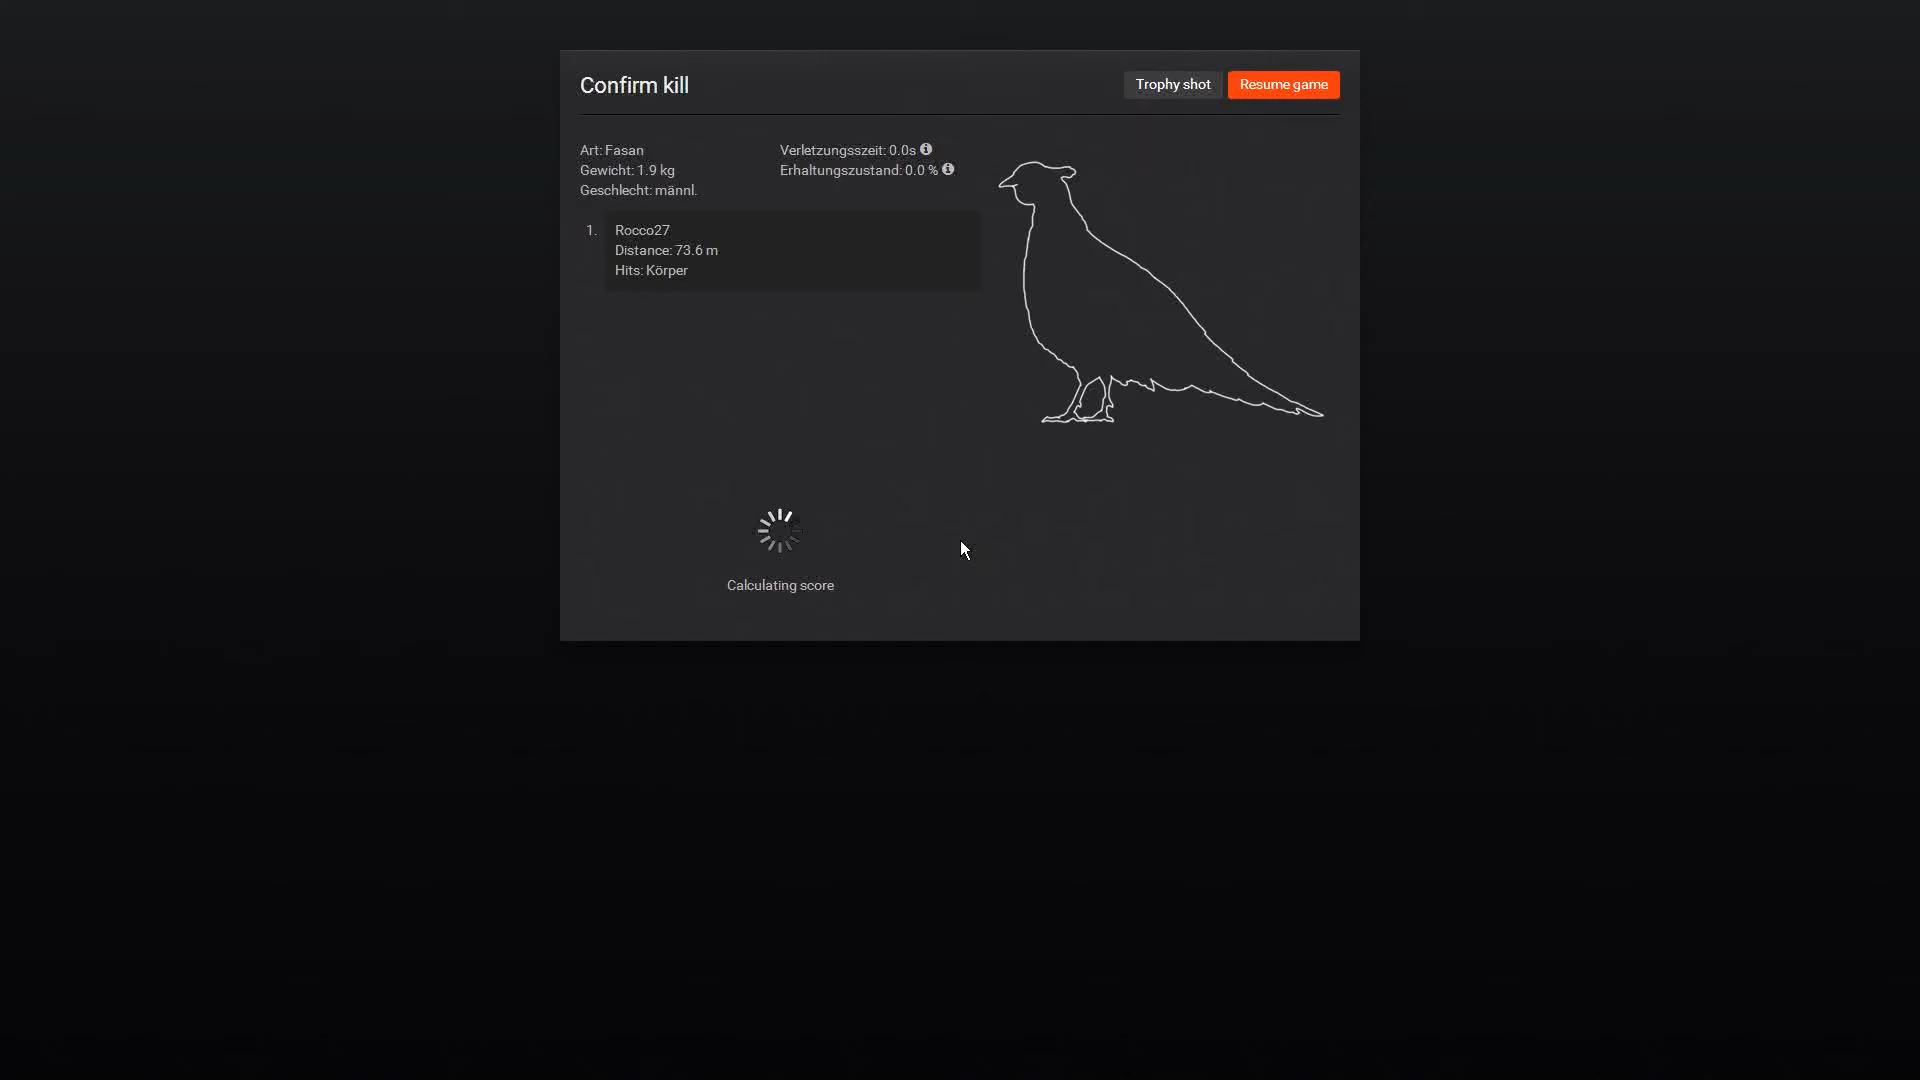 Confirm kill
Trophy shot
Resume game
Art: Fasan
Gewicht: 1.9 kg
Geschlecht: männl.
Verletzungsszeit: 0.0s
Erhaltungszustand: 0.0 %
1.
Rocco27
Distance: 73.6 m
Hits: Körper
Calculating score